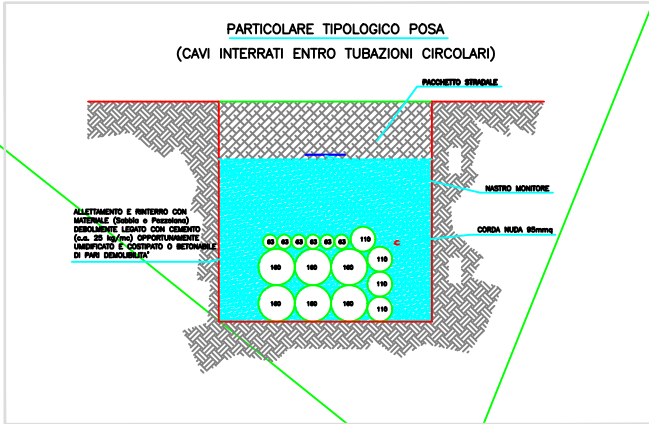 PARTICOLARE TIPOLOGICO POSA
(CAVI INTERRATI ENTRO TUBAZIONI CIRCOLARI)
PACCHETTO STRADALE
NASTRO MONITORE
ALLETTAMENTO E RINTERRO CON
MATERIALE (Sabbia e Pozzolana)
DEBOLMENTE LEGATO CON CEMENTO
(c.a. 25 kg/mc) OPPORTUNAMENTE
UMIDIFICATO E COSTIPATO O BETONABILE
DI PARI DEMOLIBILITA'
CORDA NUDA 95mmq
63 63 63 63 63 63 110
160 160 160 110
110
160 160 160 110